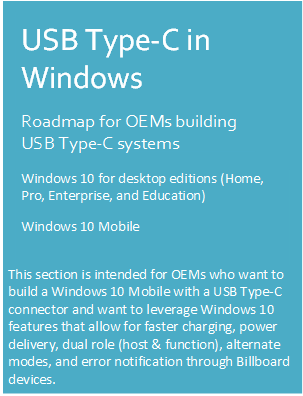 USB Type-C in
Windows
Roadmap for OEMs building
USB Type-C systems
Windows 10 for desktop editions (Home,
Pro, Enterprise, and Education)
Windows 10 Mobile
This section is intended for OEMs who want to
build a Windows 10 Mobile with a USB Type-C
connector and want to leverage Windows 10
features that allow for faster charging, power
delivery, dual role (host & function), alternate
modes, and error notification through Billboard
devices.